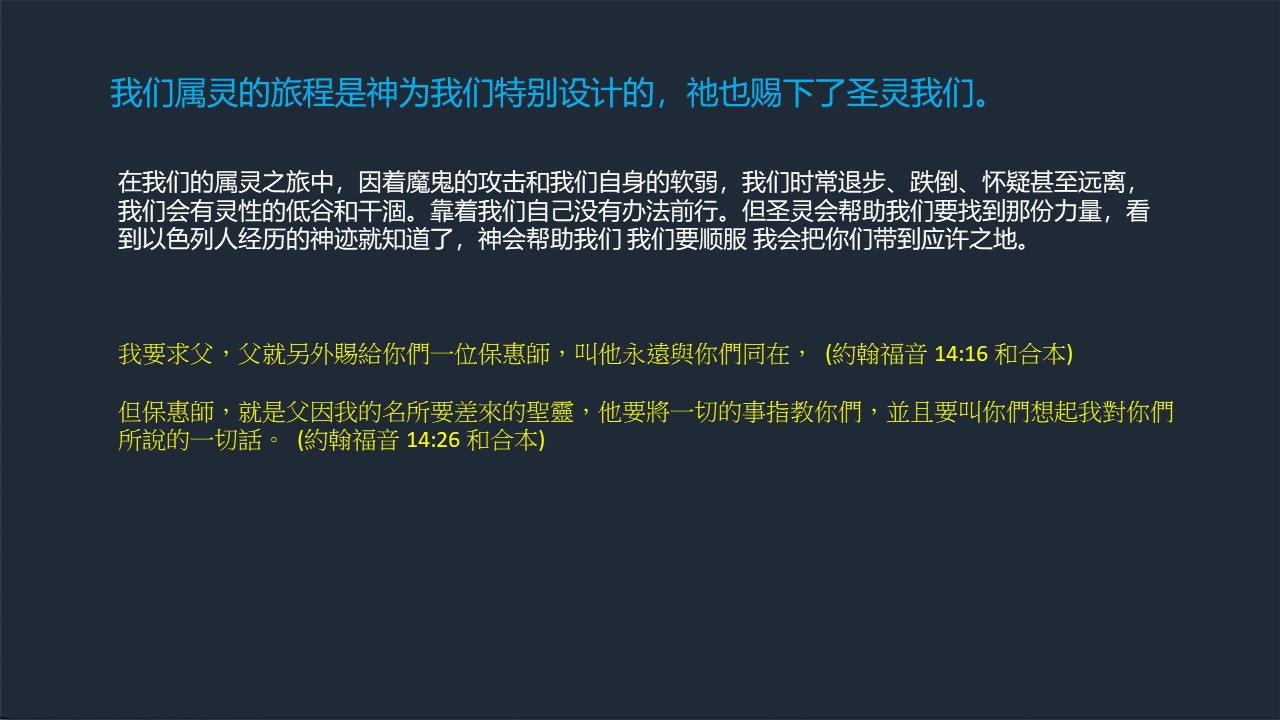 我们属灵的旅程是神为我们特别设计的，祂也赐下了圣灵我们。
在我们的属灵之旅中，因着魔鬼的攻击和我们自身的软弱，我们时常退步、跌倒、怀疑甚至远离，
我们会有灵性的低谷和干涸。靠着我们自己没有办法前行。但圣灵会帮助我们要找到那份力量，看
到以色列人经历的神迹就知道了，神会帮助我们 我们要顺服 我会把你们带到应许之地。
我要求父，父就另外賜給你們一位保惠師，叫他永遠與你們同在， (約翰福音 14:16 和合本)
但保惠師，就是父因我的名所要差來的聖靈，他要將一切的事指教你們，並且要叫你們想起我對你們
所說的一切話。 (約翰福音 14:26 和合本)